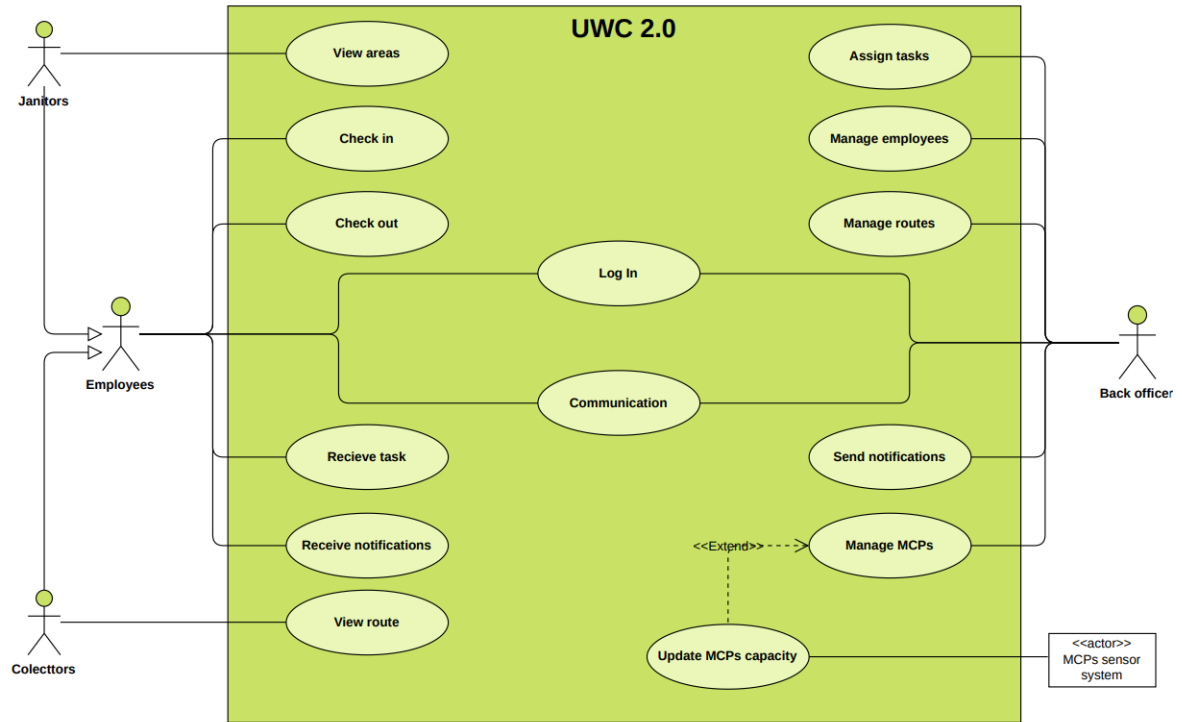 UWC 2.0
View areas
Assign tasks
Janitors
Check in
Manage employees
Check out
Manage routes
Log In
Employees
Back officer
Communication
Recieve task
Send notifications
Receive notifications
<<Extend>>
Manage MCPs
View route
Colecttors
Update MCPs capacity
<<actor>>
MCPs sensor
system